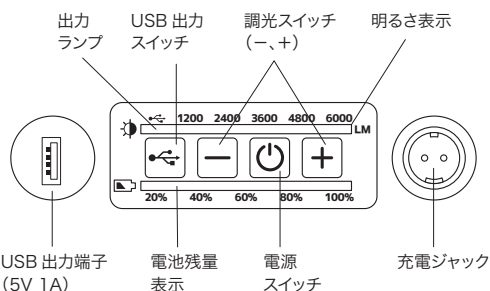 出力
ランプ
USB 出力
スイッチ
調光スイッチ
（−、+）
明るさ表示
1200 2400 3600 4800 6000
LM
20% 40% 60% 80% 100%
USB 出力端子
（5V 1A）
電池残量
表示
電源
スイッチ
充電ジャック